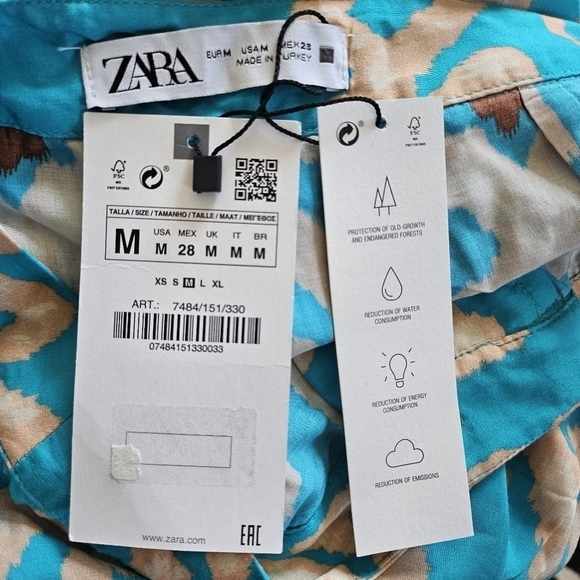 ZARA
EUR M USA M MEX 28
MADE IN TURKEY
FSC
TALLA / SIZE / TAMANHO / TAILLE / MAAT / ΜΕΓΕΘΟΣ
M
USA MEX UK IT BR
M 28 M M M
XS S M L XL
ART.: 7484/151/330
07484151330033
www.zara.com
EAC
FSC
PROTECTION OF OLD-GROWTH
AND ENDANGERED FORESTS
REDUCTION OF WATER
CONSUMPTION
REDUCTION OF ENERGY
CONSUMPTION
REDUCTION OF EMISSIONS